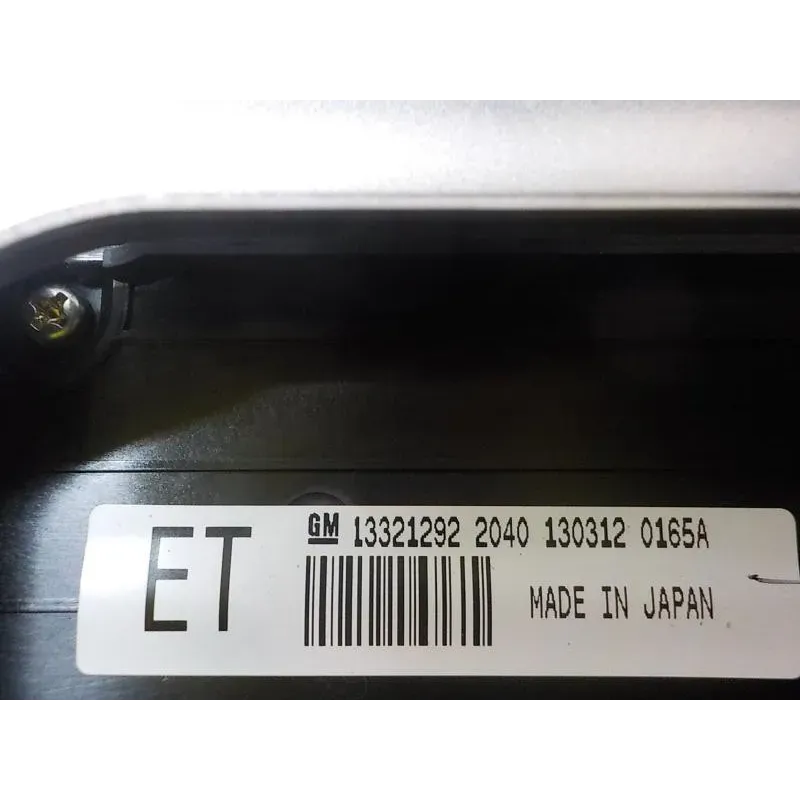 ET
GM 13321292 2040 130312 0165A
MADE IN JAPAN